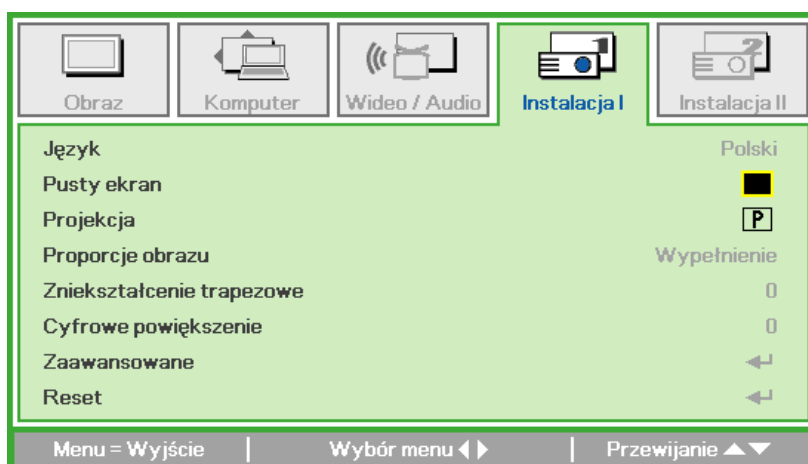 Obraz Komputer Wideo / Audio Instalacja I Instalacja II
Język Polski
Pusty ekran
Projekcja P
Proporcje obrazu Wypełnienie
Zniekształcenie trapezowe 0
Cyfrowe powiększenie 0
Zaawansowane
Reset
Menu = Wyjście | Wybór menu ◀▶ | Przewijanie ▲▼